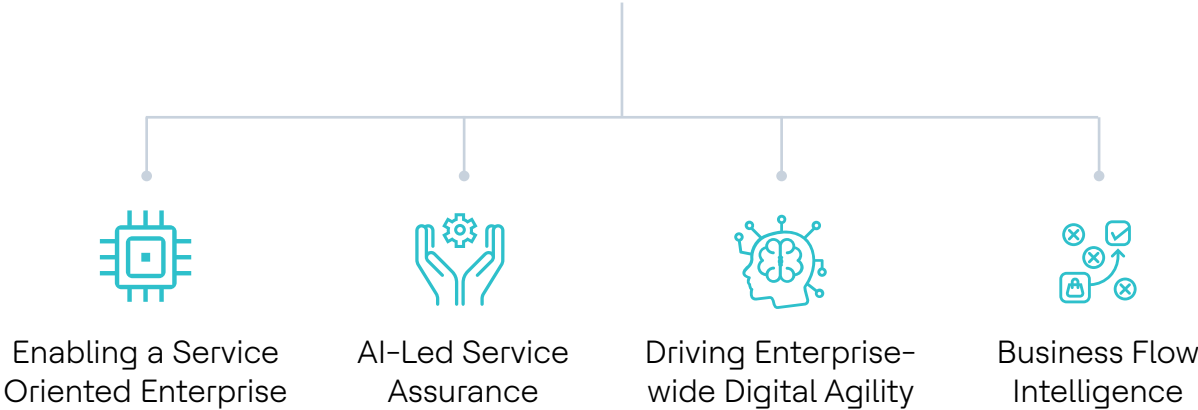 Enabling a Service
Oriented Enterprise
AI-Led Service
Assurance
Driving Enterprise-
wide Digital Agility
Business Flow
Intelligence